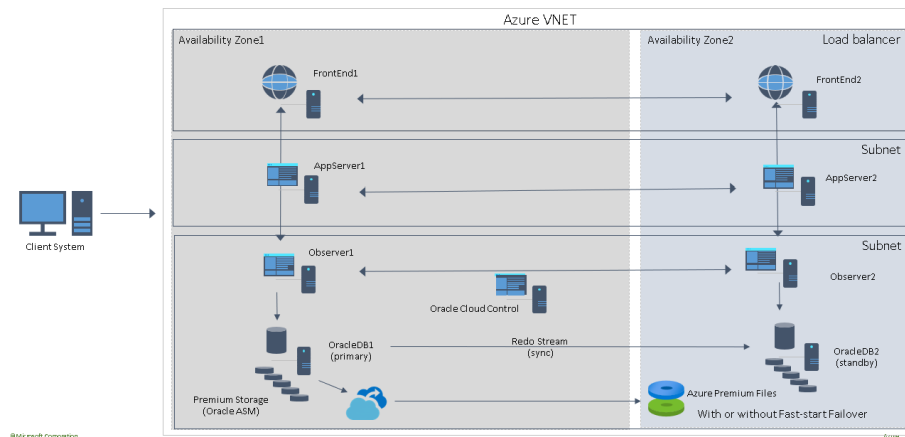 Azure VNET
Availability Zone1
Availability Zone2
Load balancer
FrontEnd1
FrontEnd2
Subnet
AppServer1
AppServer2
Client System
Subnet
Observer1
Observer2
Oracle Cloud Control
OracleDB1
(primary)
Redo Stream
(sync)
OracleDB2
(standby)
Premium Storage
(Oracle ASM)
Azure Premium Files
With or without Fast-start Failover